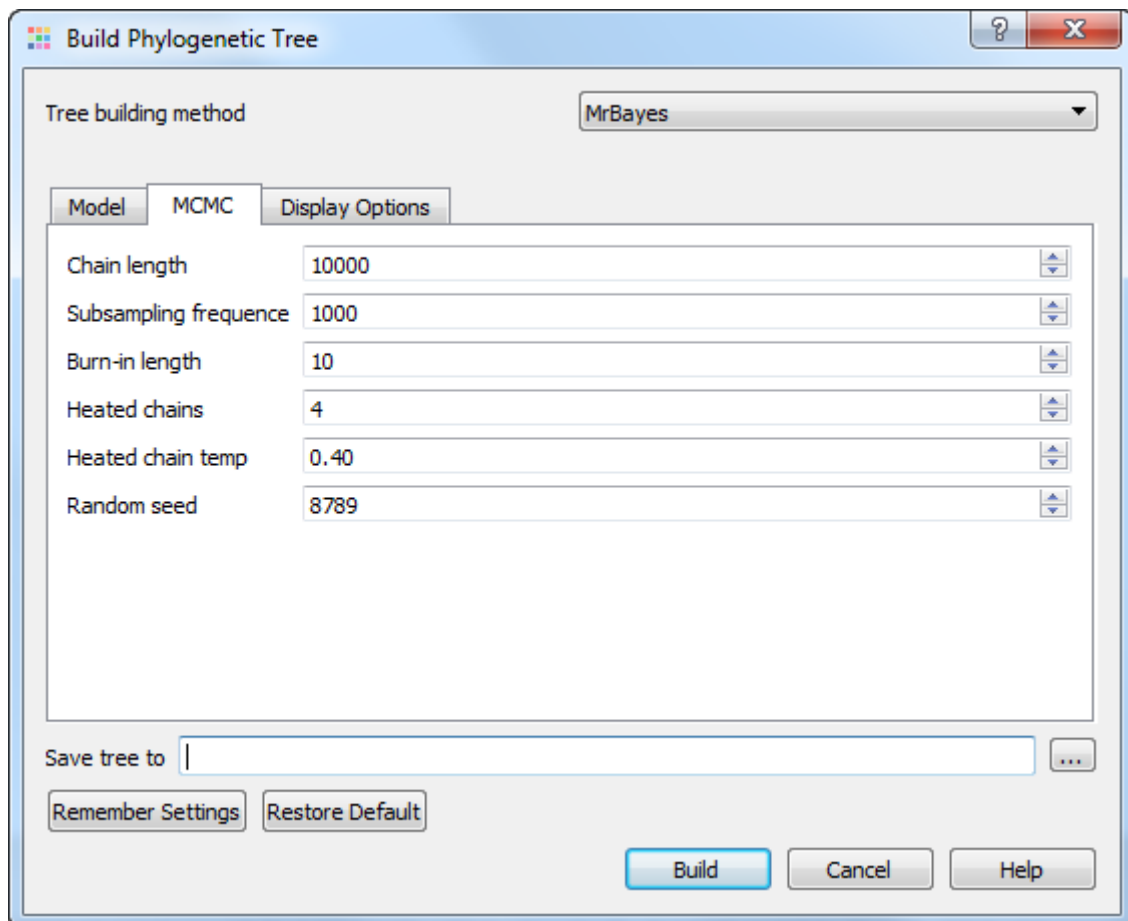 Build Phylogenetic Tree
Tree building method MrBayes
Model MCMC Display Options
Chain length 10000
Subsampling frequence 1000
Burn-in length 10
Heated chains 4
Heated chain temp 0.40
Random seed 8789
Save tree to ...
Remember Settings Restore Default
Build Cancel Help